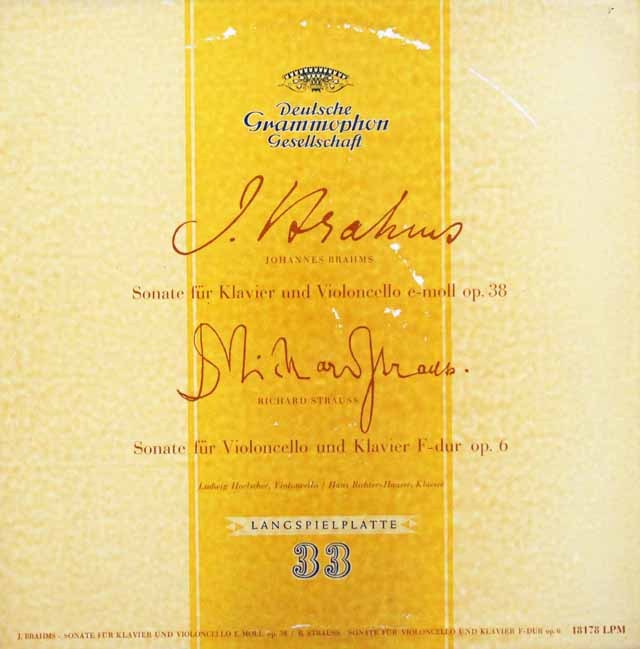 Deutsche
Grammophon
Gesellschaft
J. Brahms
JOHANNES BRAHMS
Sonate für Klavier und Violoncello e-moll op. 38
Richard Strauss.
RICHARD STRAUSS
Sonate für Violoncello und Klavier F-dur op. 6
Ludwig Hoelscher, Violoncello / Hans Richter-Haaser, Klavier
LANGSPIELPLATTE
33
J. BRAHMS - SONATE FÜR KLAVIER UND VIOLONCELLO E-MOLL op. 38 / R. STRAUSS - SONATE FÜR VIOLONCELLO UND KLAVIER F-DUR op. 6 18178 LPM